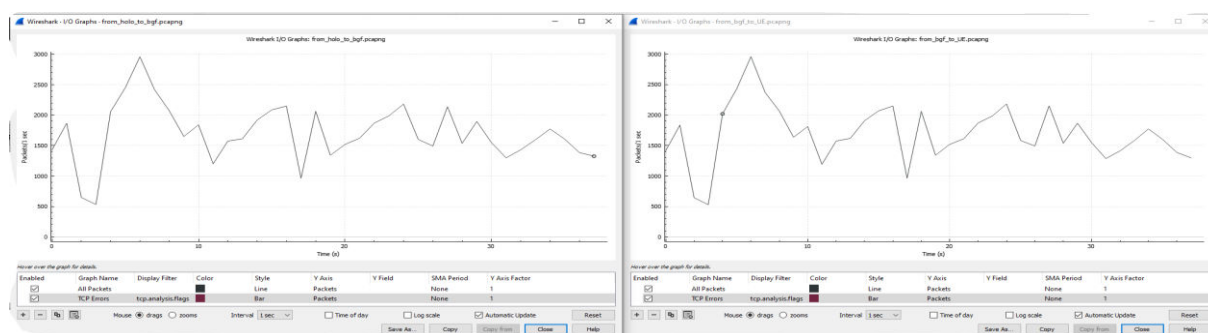 Wireshark - I/O Graphs - from_holo_to_bgf.pcapng
Wireshark I/O Graphs: from_holo_to_bgf.pcapng
3000
2500
2000
1500
1000
500
0
Packets/1 sec
0 10 20 30
Time (s)
Hover over the graph for details.
Enabled Graph Name Display Filter Color Style Y Axis Y Field SMA Period Y Axis Factor
All Packets Line Packets None 1
TCP Errors tcp.analysis.flags Bar Packets None 1
+ − Mouse drags zooms Interval 1 sec Time of day Log scale Automatic Update Reset
Save As... Copy Copy from Close Help
Wireshark - I/O Graphs - from_bgf_to_UE.pcapng
Wireshark I/O Graphs: from_bgf_to_UE.pcapng
3000
2500
2000
1500
1000
500
0
Packets/1 sec
0 10 20 30
Time (s)
Hover over the graph for details.
Enabled Graph Name Display Filter Color Style Y Axis Y Field SMA Period Y Axis Factor
All Packets Line Packets None 1
TCP Errors tcp.analysis.flags Bar Packets None 1
+ − Mouse drags zooms Interval 1 sec Time of day Log scale Automatic Update Reset
Save As... Copy Copy from Close Help